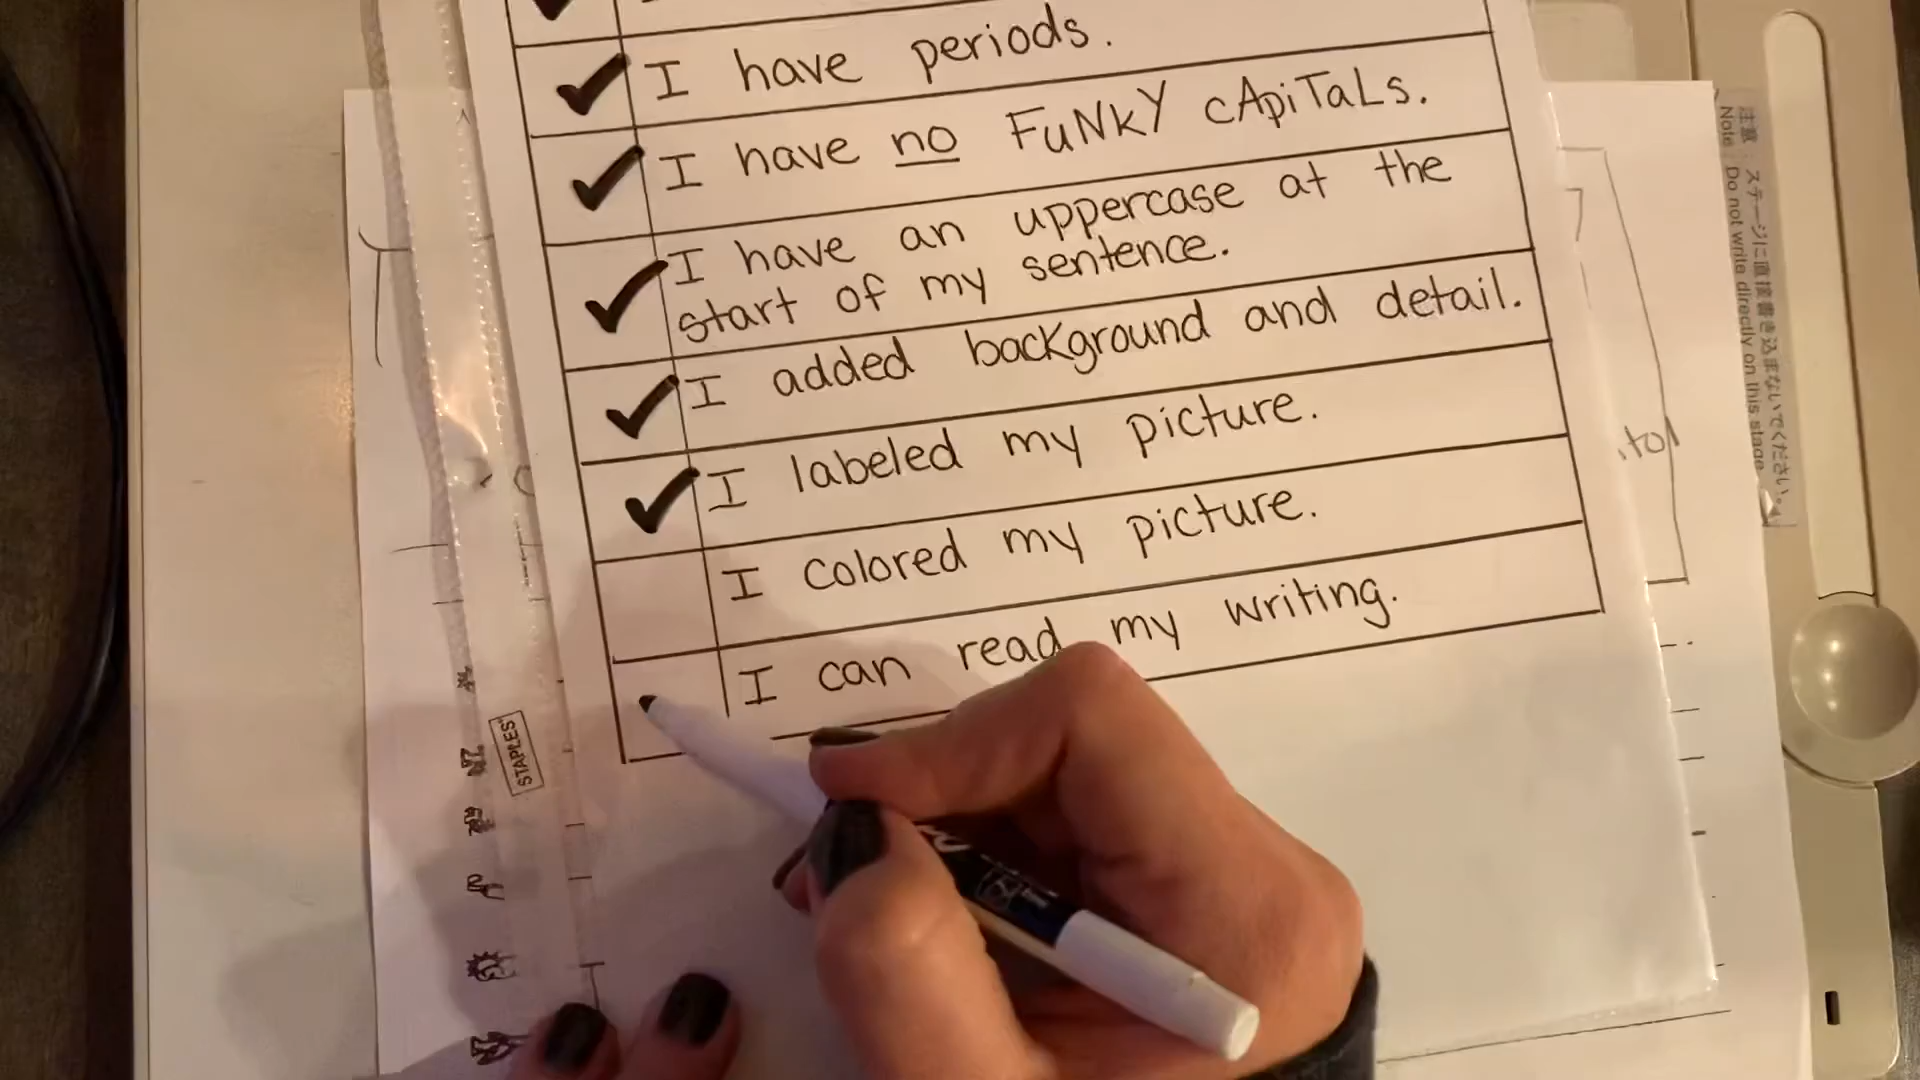 I have periods.
I have no FuNkY cApiTaLs.
I have an uppercase at the
start of my sentence.
I added background and detail.
I labeled my picture.
I colored my picture.
I can read my writing.
STAPLES
注意:ステージに直接書き込まないでください。
Note: Do not write directly on this stage